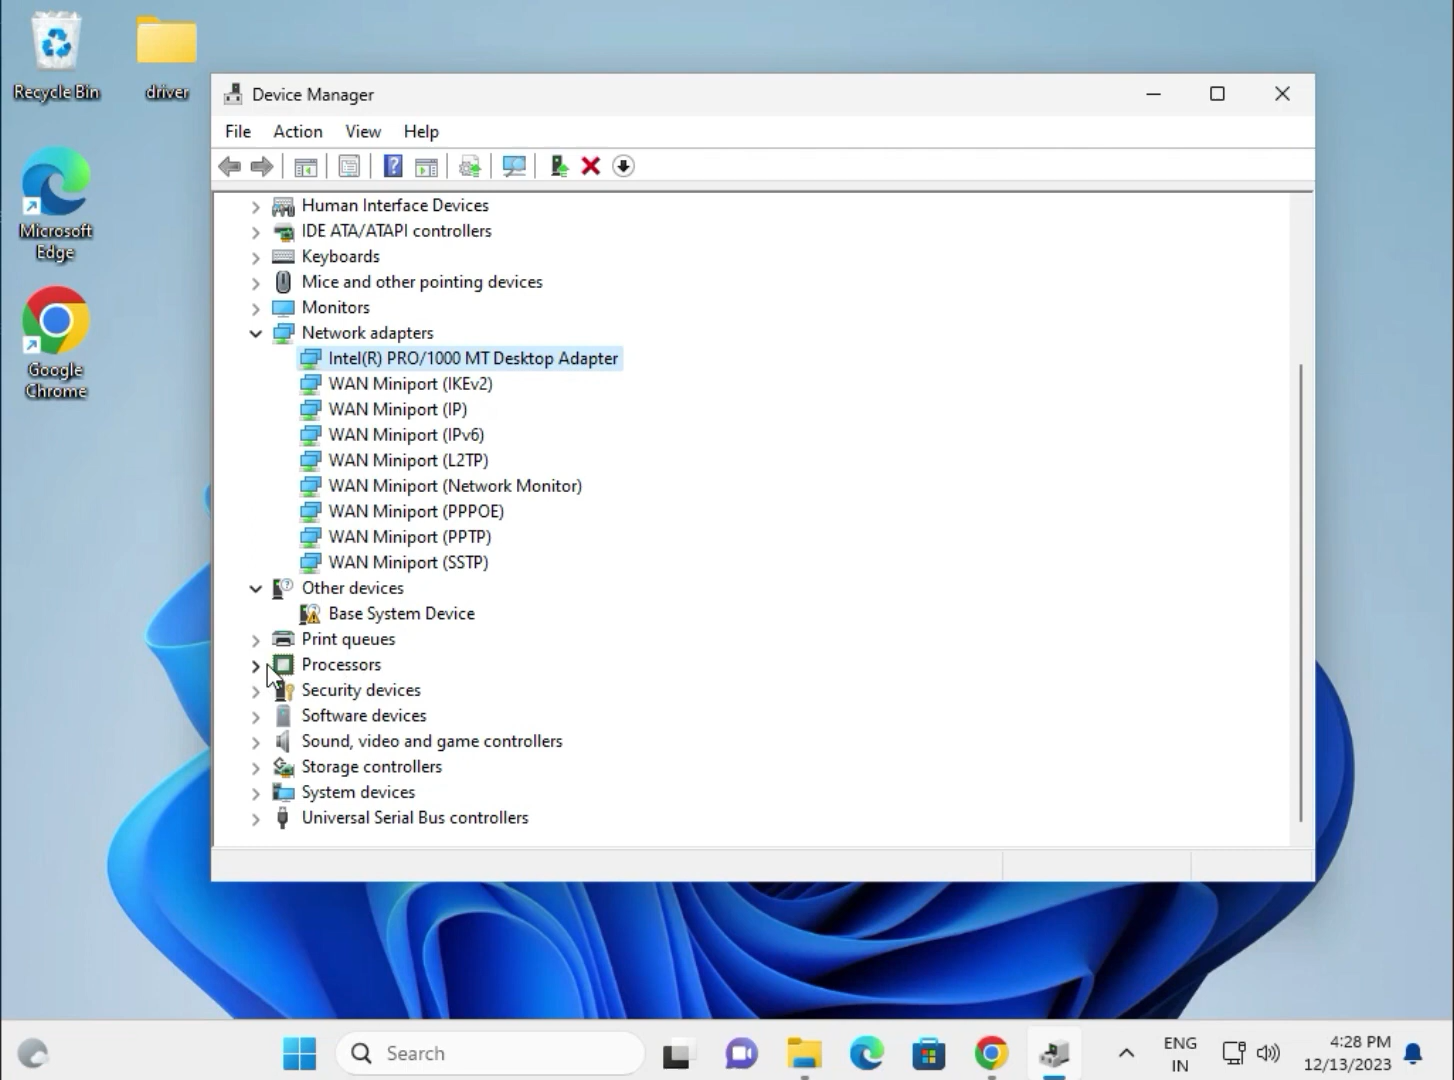 Recycle Bin
driver
Microsoft
Edge
Google
Chrome
Device Manager
File Action View Help
Human Interface Devices
IDE ATA/ATAPI controllers
Keyboards
Mice and other pointing devices
Monitors
Network adapters
Intel(R) PRO/1000 MT Desktop Adapter
WAN Miniport (IKEv2)
WAN Miniport (IP)
WAN Miniport (IPv6)
WAN Miniport (L2TP)
WAN Miniport (Network Monitor)
WAN Miniport (PPPOE)
WAN Miniport (PPTP)
WAN Miniport (SSTP)
Other devices
Base System Device
Print queues
Processors
Security devices
Software devices
Sound, video and game controllers
Storage controllers
System devices
Universal Serial Bus controllers
Search
ENG
IN
4:28 PM
12/13/2023